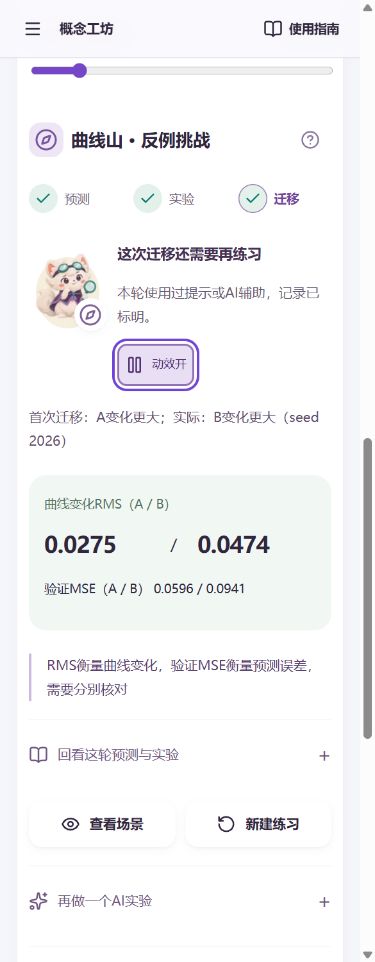 概念工坊
使用指南
曲线山・反例挑战
预测
实验
迁移
这次迁移还需要再练习
本轮使用过提示或AI辅助，记录已
标明。
动效开
首次迁移：A变化更大；实际：B变化更大（seed
2026）
曲线变化RMS（A / B）
0.0275 / 0.0474
验证MSE（A / B） 0.0596 / 0.0941
RMS衡量曲线变化，验证MSE衡量预测误差，
需要分别核对
回看这轮预测与实验
查看场景
新建练习
再做一个AI实验